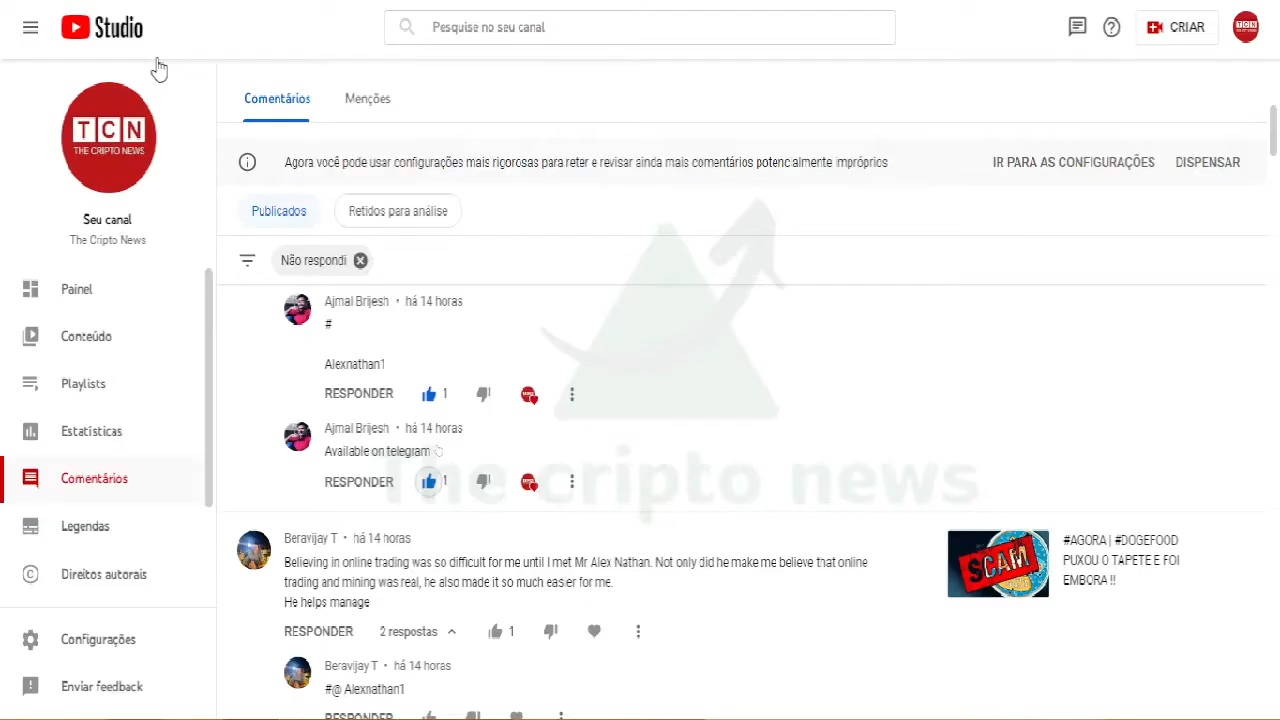 Studio
Pesquise no seu canal
CRIAR
TCN
THE CRIPTO NEWS
Seu canal
The Cripto News
Painel
Conteúdo
Playlists
Estatísticas
Comentários
Legendas
Direitos autorais
Configurações
Enviar feedback
Comentários
Menções
Agora você pode usar configurações mais rigorosas para reter e revisar ainda mais comentários potencialmente impróprios
IR PARA AS CONFIGURAÇÕES
DISPENSAR
Publicados
Retidos para análise
Não respondi
Ajmal Brijesh • há 14 horas
#
Alexnathan1
RESPONDER
1
Ajmal Brijesh • há 14 horas
Available on telegram
RESPONDER
1
The cripto news
Beravijay T • há 14 horas
Believing in online trading was so difficult for me until I met Mr Alex Nathan. Not only did he make me believe that online
trading and mining was real, he also made it so much easier for me.
He helps manage
RESPONDER
2 respostas
1
SCAM
#AGORA | #DOGEFOOD
PUXOU O TAPETE E FOI
EMBORA !!
Beravijay T • há 14 horas
#@ Alexnathan1
RESPONDER